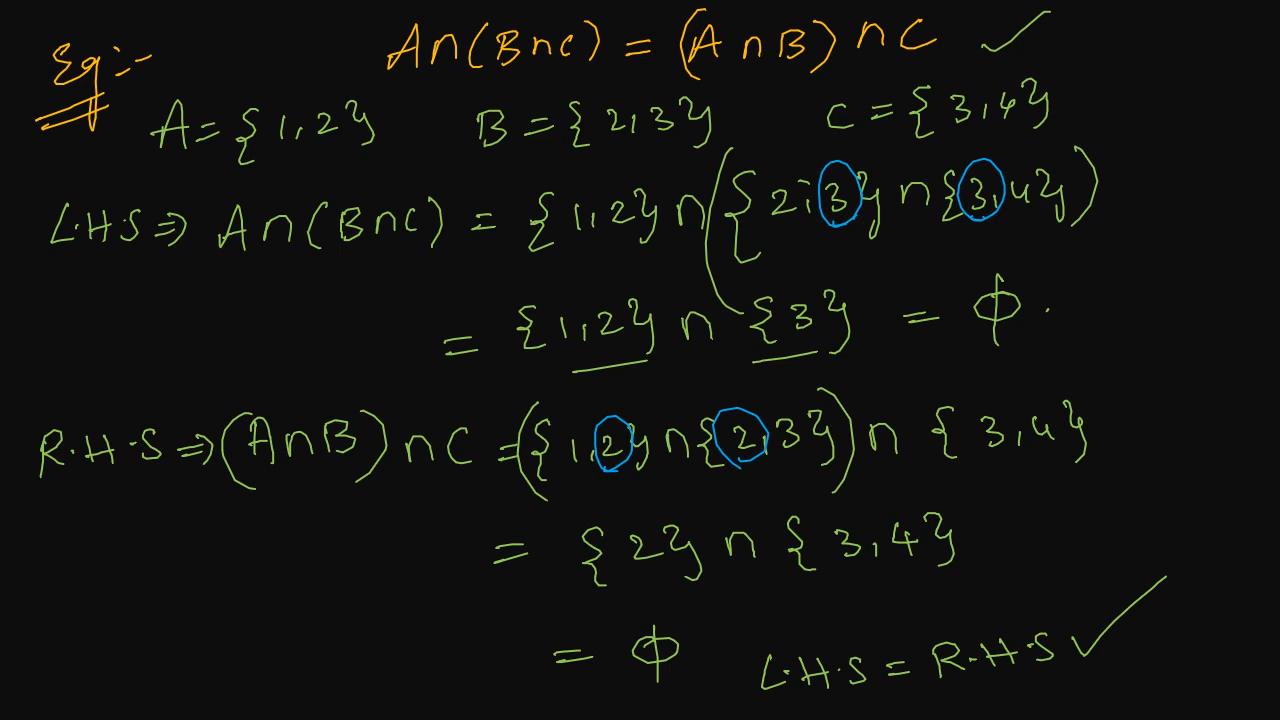 Eg:- A∩(B∩C) = (A∩B)∩C ✓
A = {1,2} B = {2,3} C = {3,4}
L.H.S ⇒ A∩(B∩C) = {1,2}∩({2,3}∩{3,4})
= {1,2}∩{3} = ϕ.
R.H.S ⇒ (A∩B)∩C = ({1,2}∩{2,3})∩{3,4}
= {2}∩{3,4}
= ϕ L.H.S = R.H.S ✓